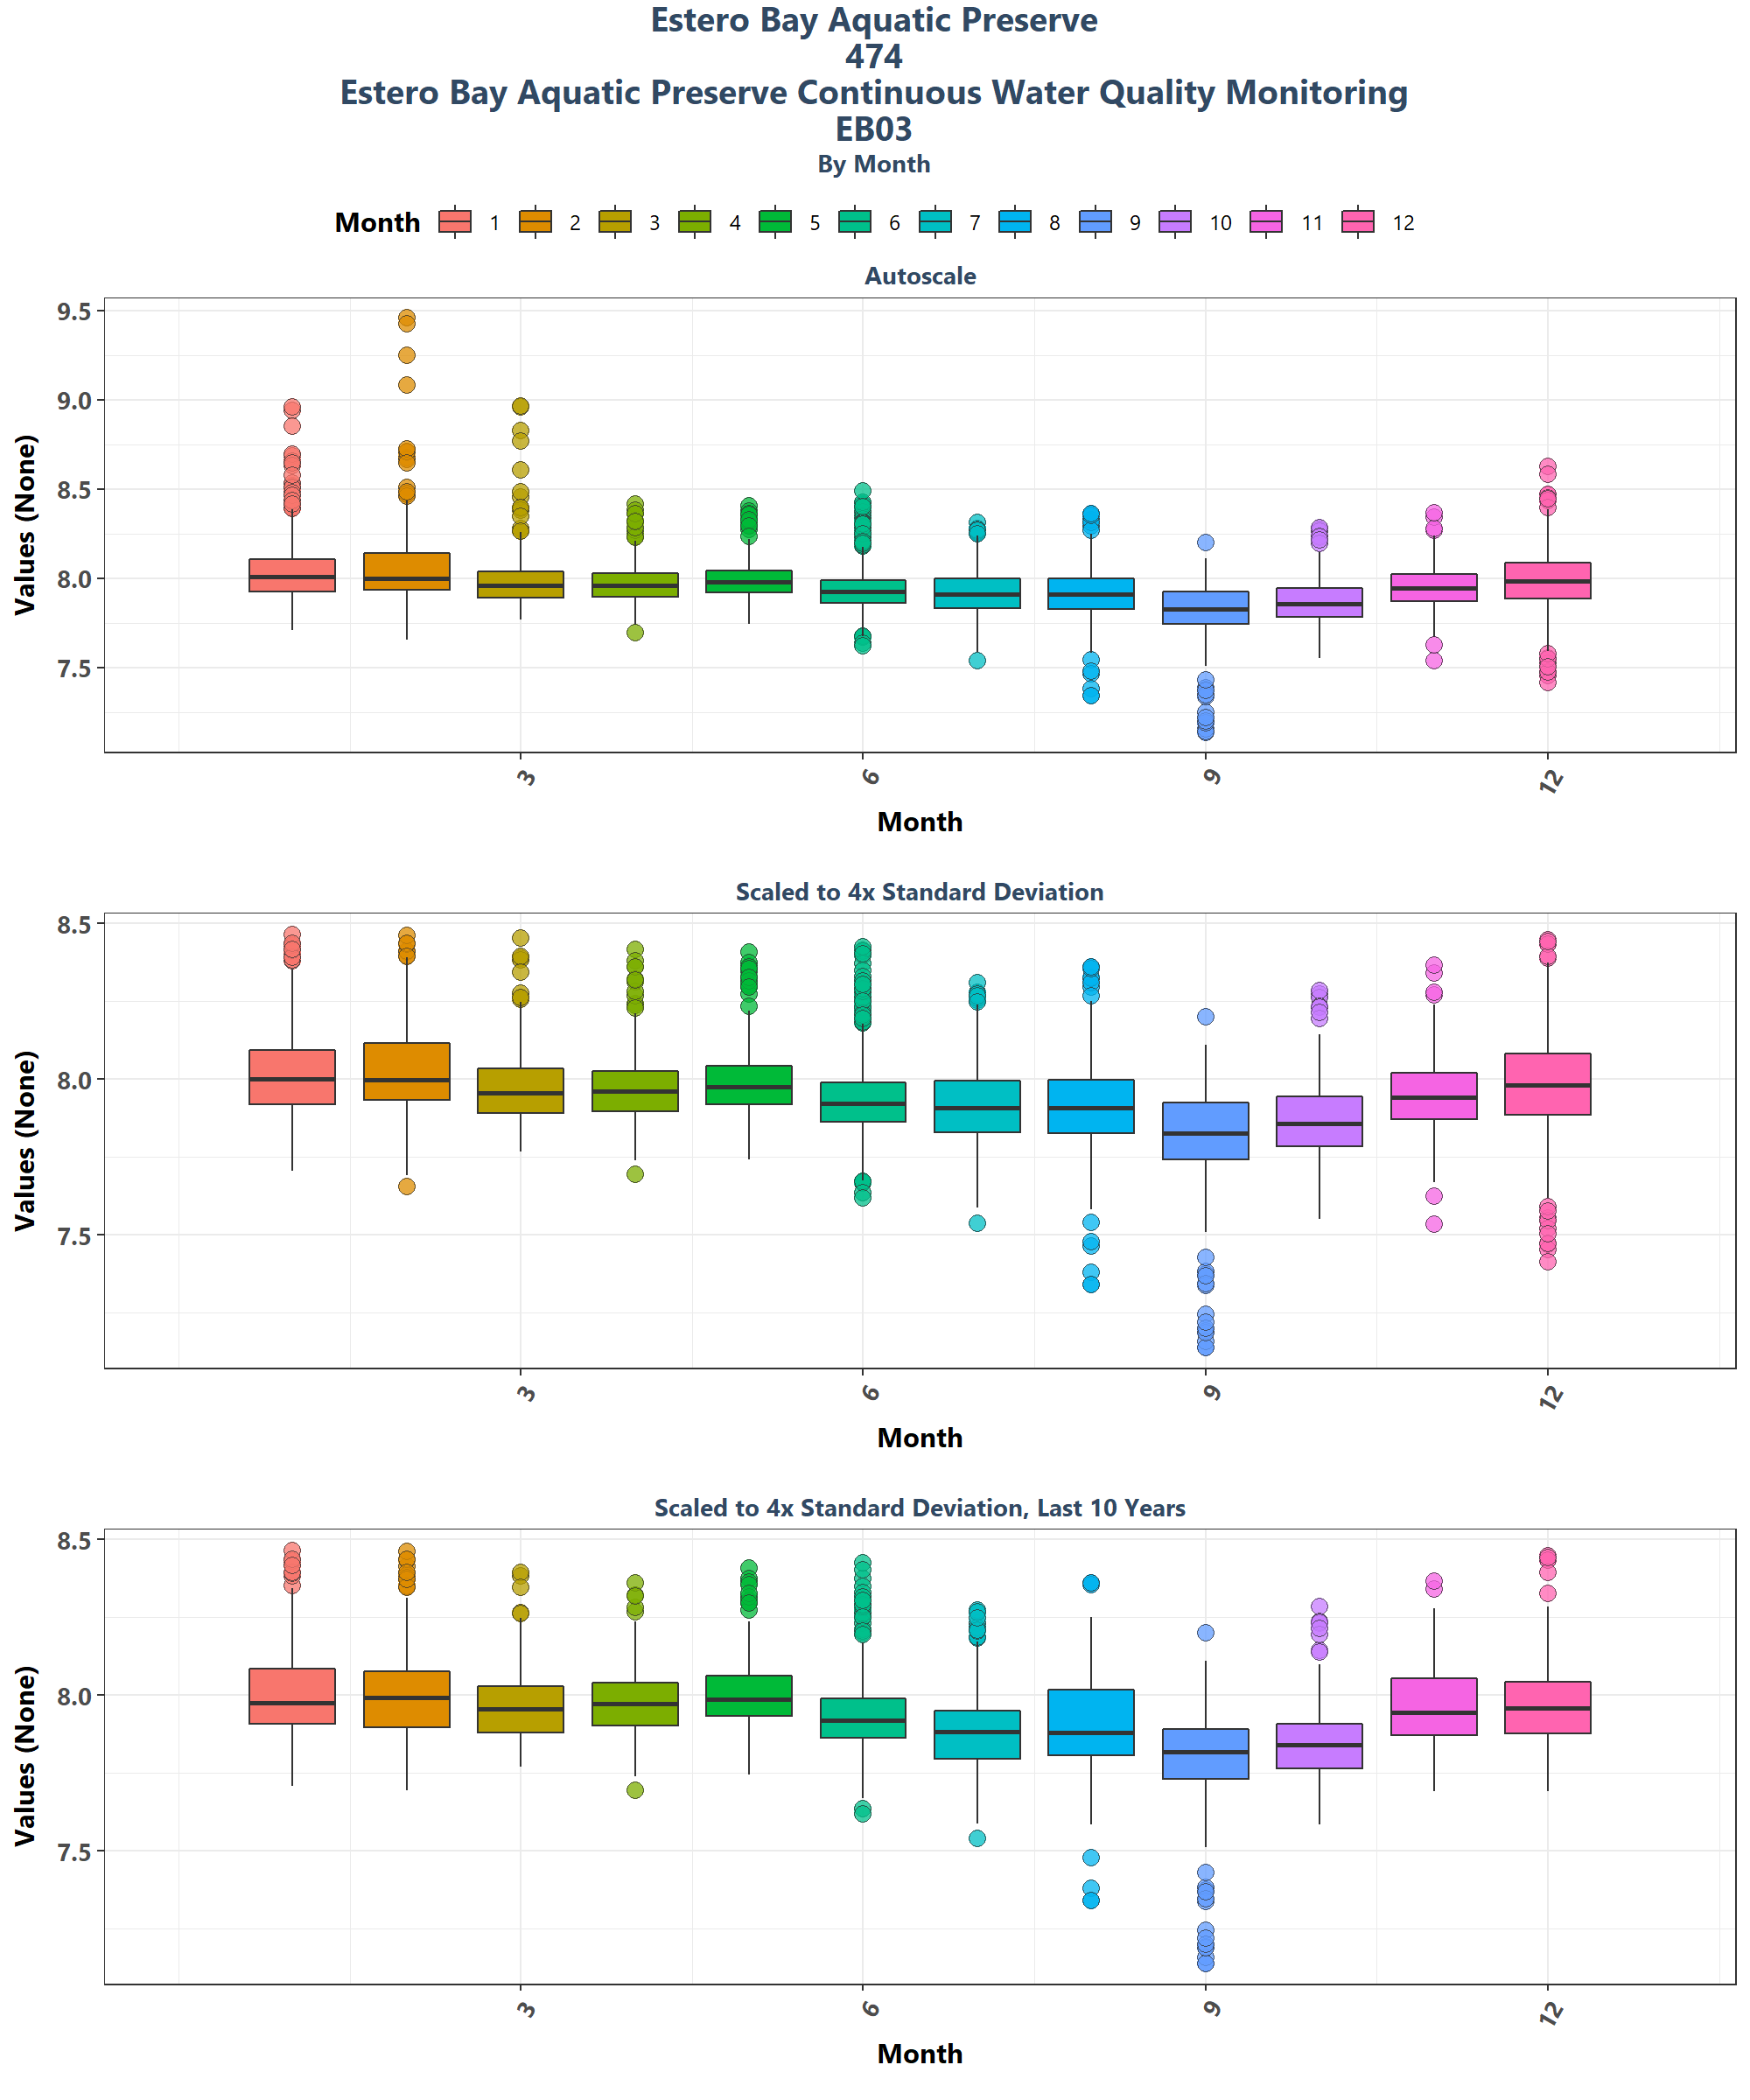 Estero Bay Aquatic Preserve
474
Estero Bay Aquatic Preserve Continuous Water Quality Monitoring
EB03
By Month
Month 1 2 3 4 5 6 7 8 9 10 11 12
Autoscale
Values (None)
9.5
9.0
8.5
8.0
7.5
3 6 9 12
Month
Scaled to 4x Standard Deviation
Values (None)
8.5
8.0
7.5
3 6 9 12
Month
Scaled to 4x Standard Deviation, Last 10 Years
Values (None)
8.5
8.0
7.5
3 6 9 12
Month